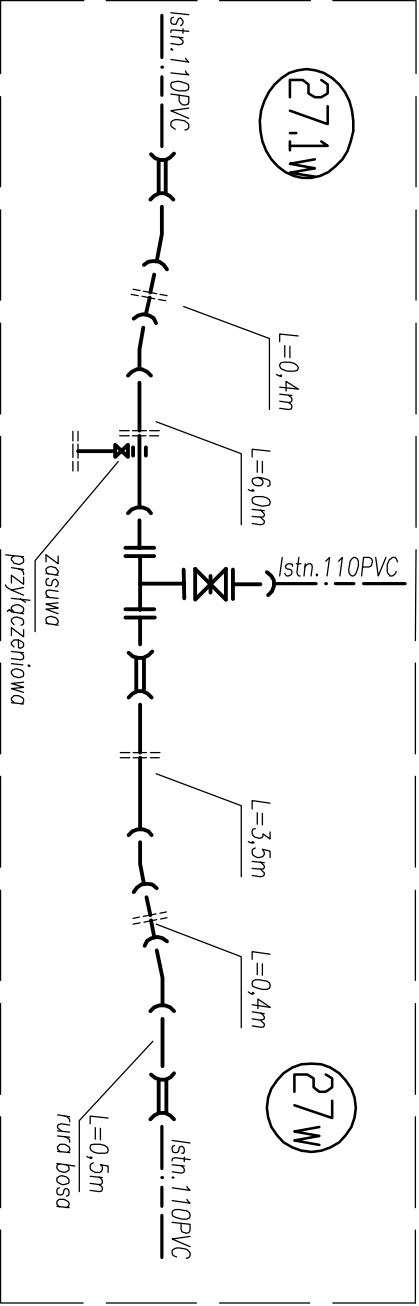 27.1w
Istn.110PVC
L=0,4m
L=6,0m
zasuwa
przyłączeniowa
Istn.110PVC
L=3,5m
L=0,4m
27w
L=0,5m
rura bosa
Istn.110PVC